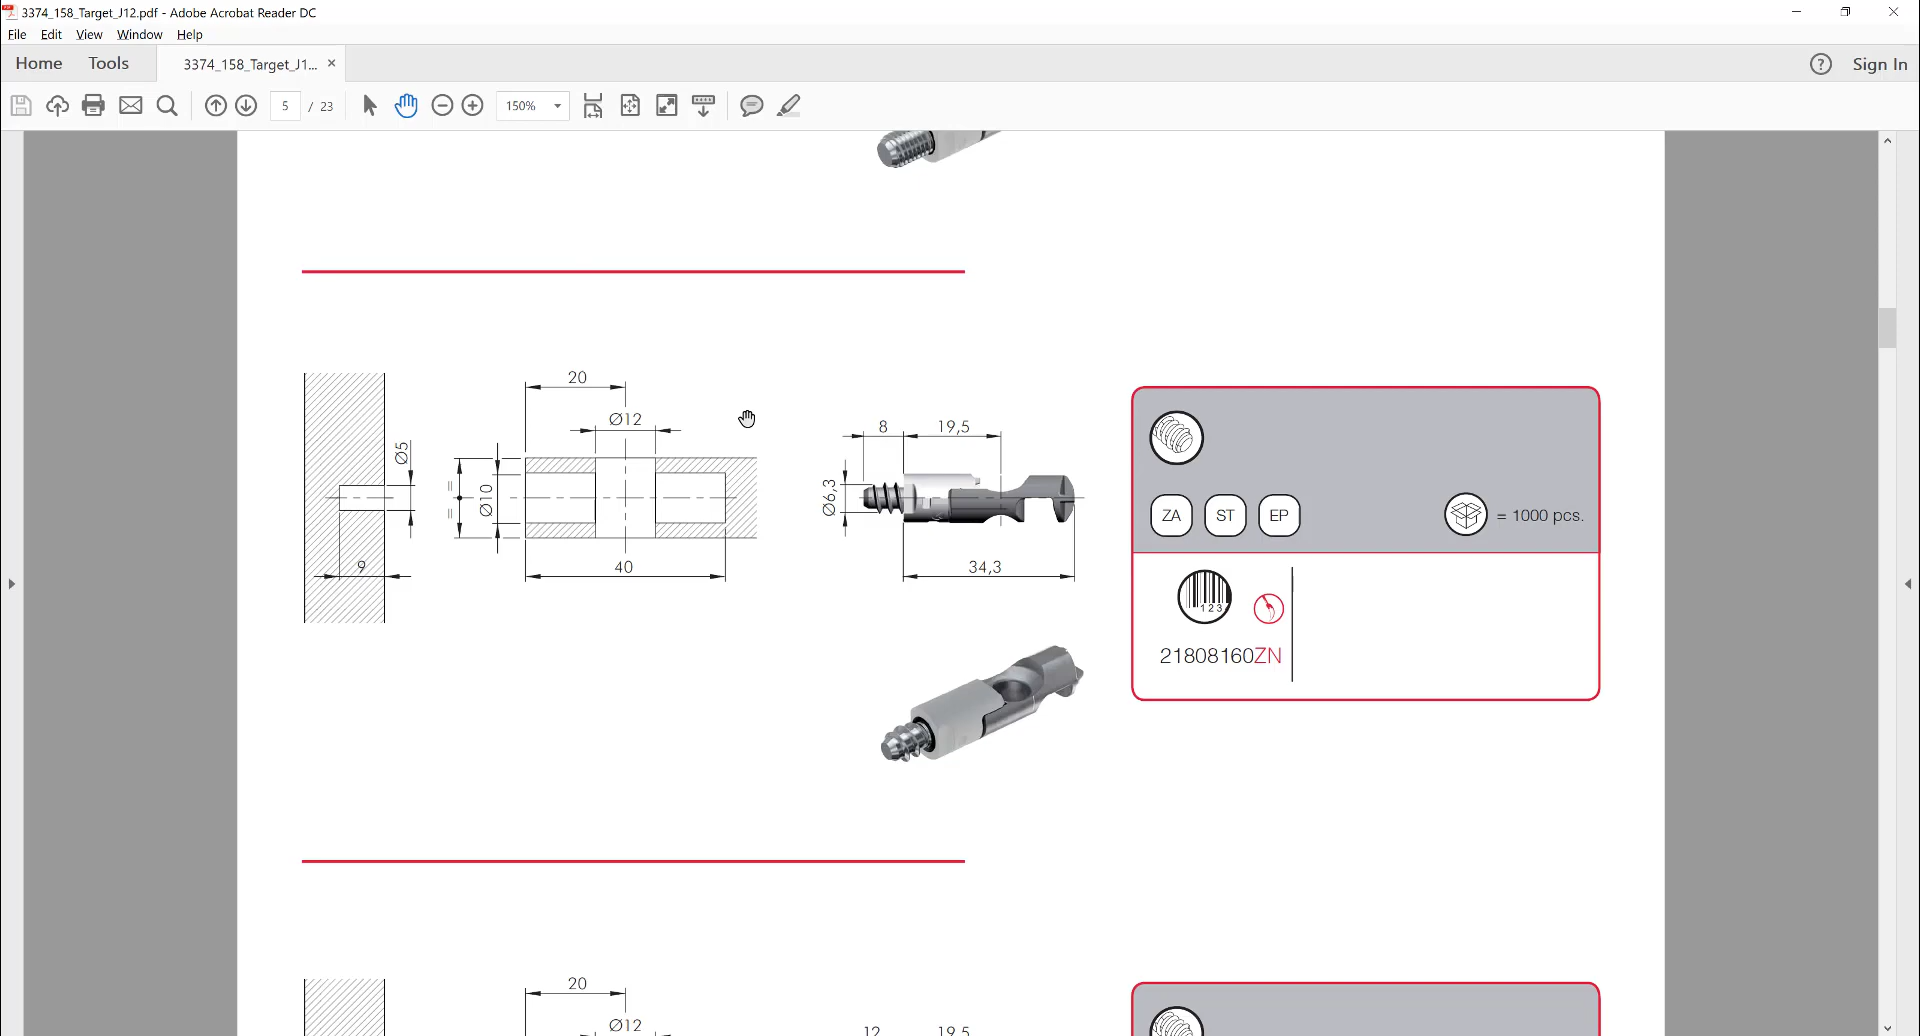 3374_158_Target_J12.pdf - Adobe Acrobat Reader DC
File Edit View Window Help
Home Tools 3374_158_Target_J1... × ? Sign In
5 / 23 150%
20
Ø12
Ø5
Ø10
= =
9
40
8 19,5
Ø6,3
34,3
ZA ST EP = 1000 pcs.
123
21808160ZN
20
Ø12
12 19,5